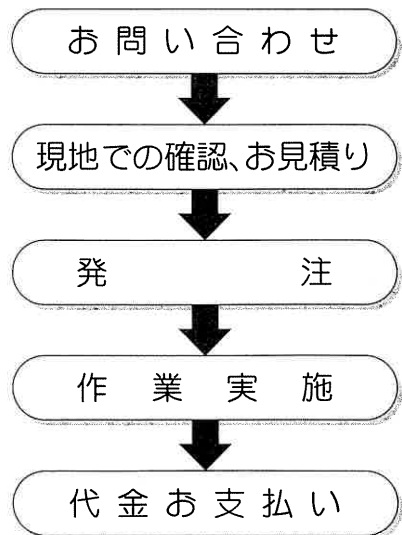 お問い合わせ
現地での確認、お見積り
発注
作業実施
代金お支払い